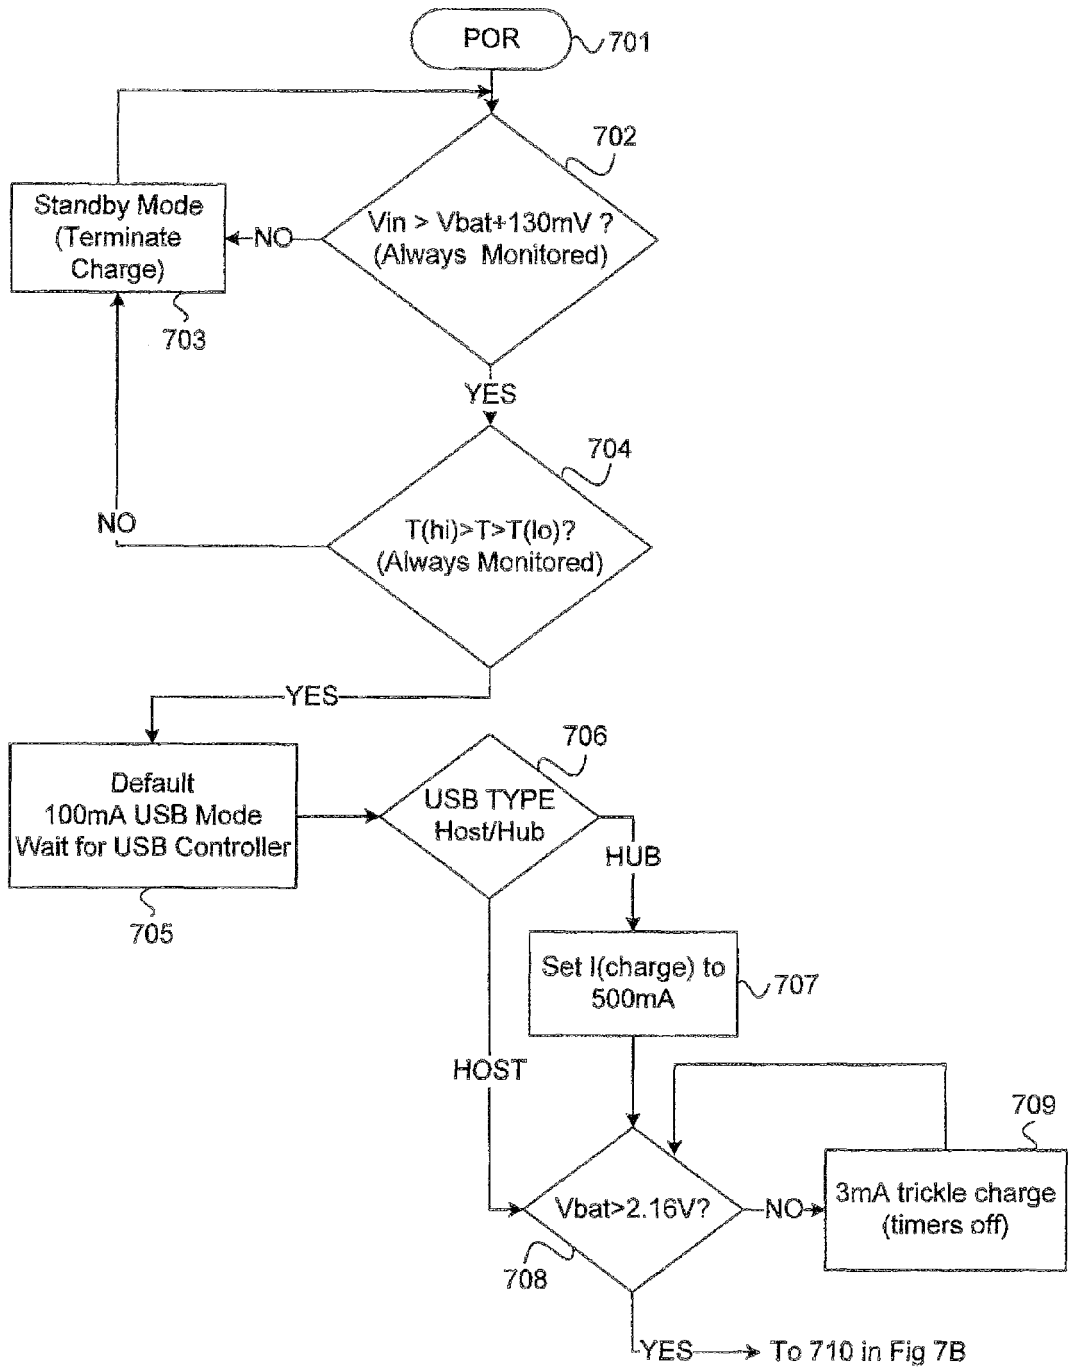 POR
701
702
Vin > Vbat+130mV ?
(Always Monitored)
NO
Standby Mode
(Terminate
Charge)
703
YES
704
T(hi)>T>T(lo)?
(Always Monitored)
NO
YES
Default
100mA USB Mode
Wait for USB Controller
705
706
USB TYPE
Host/Hub
HUB
Set I(charge) to
500mA
707
HOST
709
3mA trickle charge
(timers off)
Vbat>2.16V?
NO
708
YES
To 710 in Fig 7B